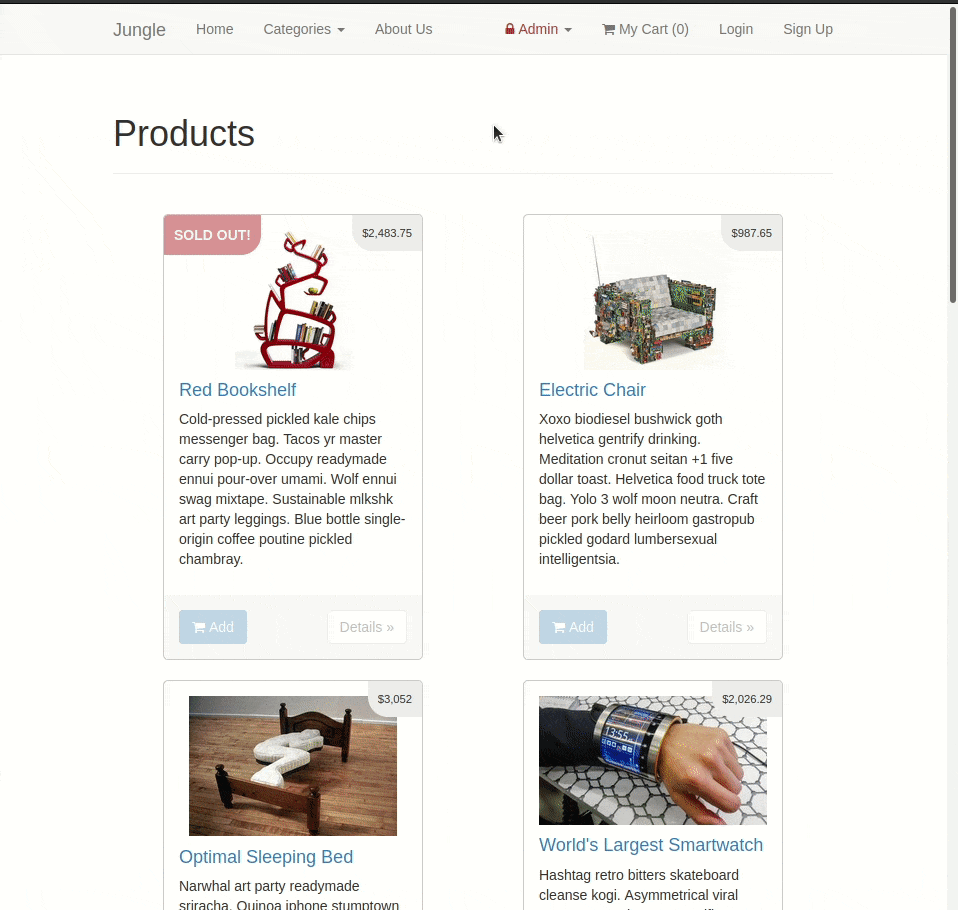 Jungle Home Categories About Us Admin My Cart (0) Login Sign Up
Products
SOLD OUT!
$2,483.75
Red Bookshelf
Cold-pressed pickled kale chips
messenger bag. Tacos yr master
carry pop-up. Occupy readymade
ennui pour-over umami. Wolf ennui
swag mixtape. Sustainable mlkshk
art party leggings. Blue bottle single-
origin coffee poutine pickled
chambray.
Add Details »
$987.65
Electric Chair
Xoxo biodiesel bushwick goth
helvetica gentrify drinking.
Meditation cronut seitan +1 five
dollar toast. Helvetica food truck tote
bag. Yolo 3 wolf moon neutra. Craft
beer pork belly heirloom gastropub
pickled godard lumbersexual
intelligentsia.
Add Details »
$3,052
Optimal Sleeping Bed
Narwhal art party readymade
sriracha. Quinoa iphone stumptown
$2,026.29
13:55
World's Largest Smartwatch
Hashtag retro bitters skateboard
cleanse kogi. Asymmetrical viral